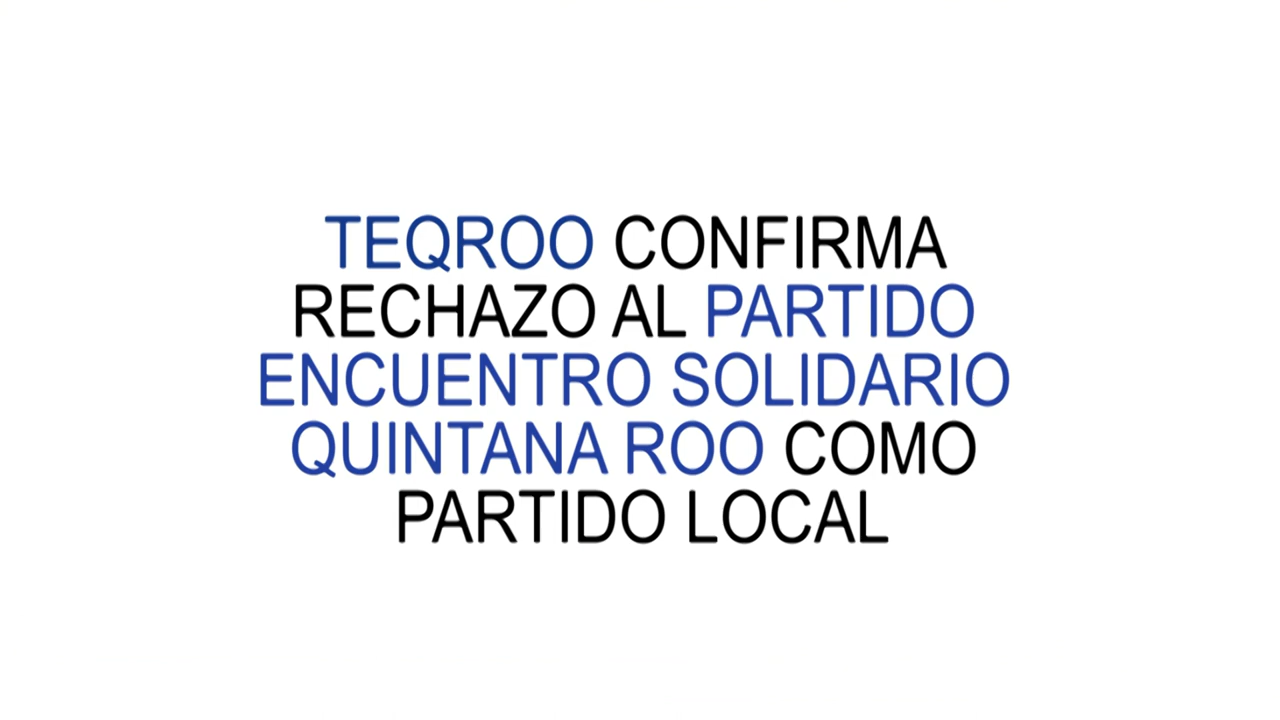 TEQROO CONFIRMA
RECHAZO AL PARTIDO
ENCUENTRO SOLIDARIO
QUINTANA ROO COMO
PARTIDO LOCAL